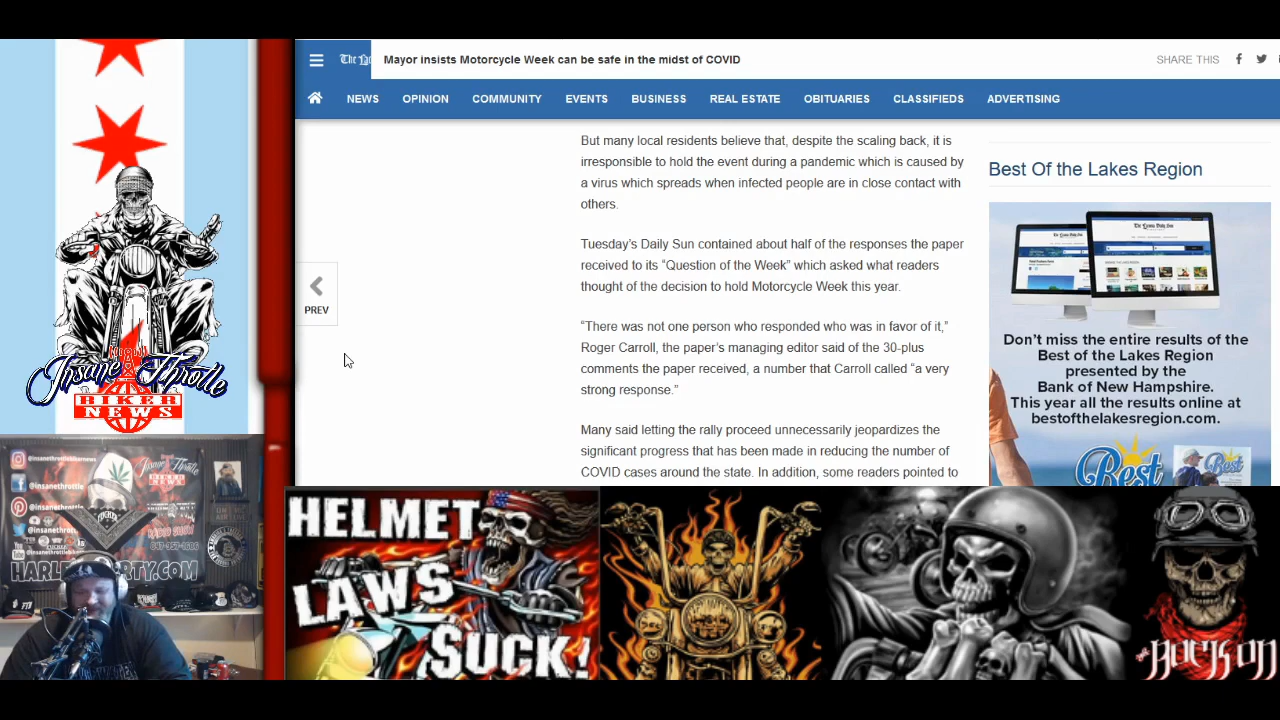 The
Mayor insists Motorcycle Week can be safe in the midst of COVID
SHARE THIS
NEWS OPINION COMMUNITY EVENTS BUSINESS REAL ESTATE OBITUARIES CLASSIFIEDS ADVERTISING
But many local residents believe that, despite the scaling back, it is
irresponsible to hold the event during a pandemic which is caused by
a virus which spreads when infected people are in close contact with
others.
Tuesday's Daily Sun contained about half of the responses the paper
received to its “Question of the Week” which asked what readers
thought of the decision to hold Motorcycle Week this year.
“There was not one person who responded who was in favor of it,”
Roger Carroll, the paper's managing editor said of the 30-plus
comments the paper received, a number that Carroll called “a very
strong response.”
Many said letting the rally proceed unnecessarily jeopardizes the
significant progress that has been made in reducing the number of
COVID cases around the state. In addition, some readers pointed to
PREV
Best Of the Lakes Region
Don't miss the entire results of the
Best of the Lakes Region
presented by the
Bank of New Hampshire.
This year all the results online at
bestofthelakesregion.com.
Best
Best
Insane Throttle
BIKER
NEWS
@insanethrottlebikernews
@insanethrottle
@insanethrottle
HELMET
LAWS
SUCK!
ROCK ON